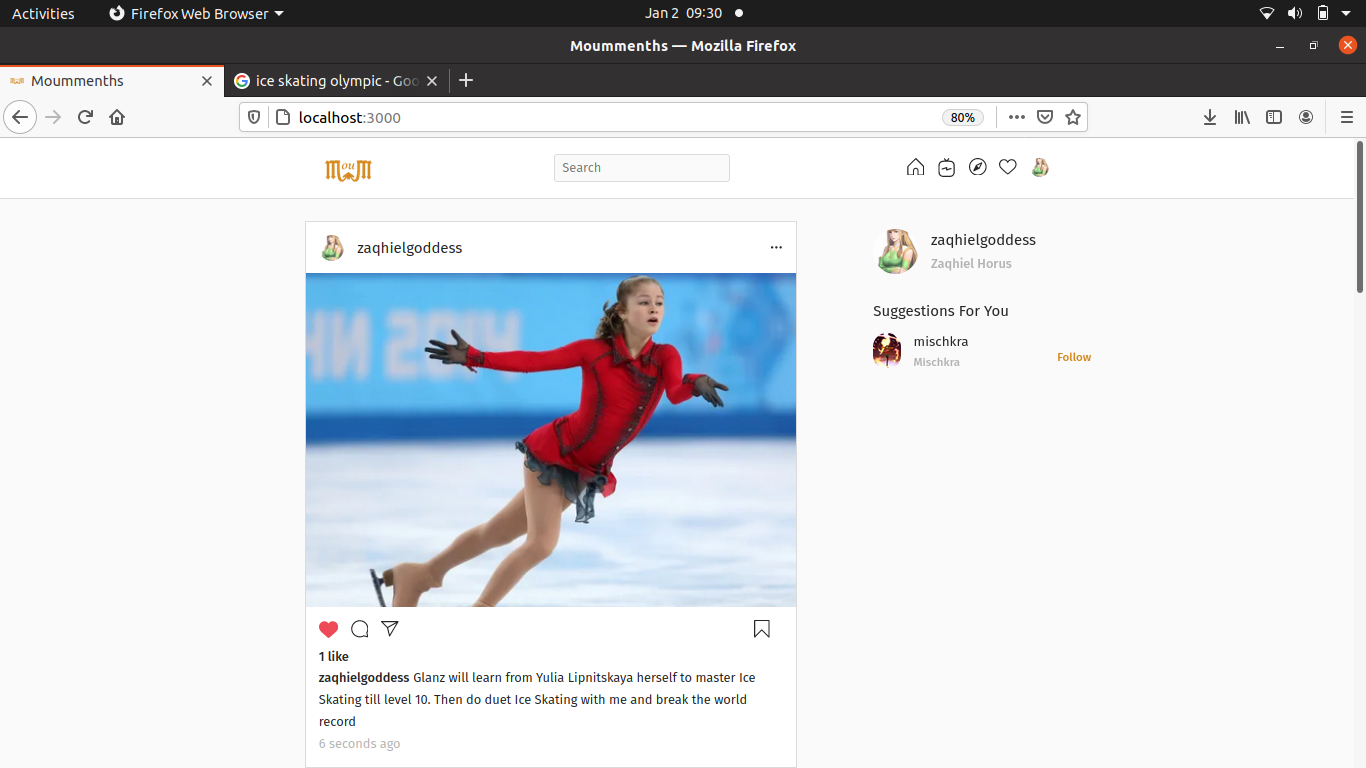 Activities
Firefox Web Browser
Jan 2 09:30
Moummenths — Mozilla Firefox
Moummenths
ice skating olympic - Goo
localhost:3000
80%
MouM
Search
zaqhielgoddess
zaqhielgoddess
Zaqhiel Horus
Suggestions For You
mischkra
Mischkra
Follow
1 like
zaqhielgoddess Glanz will learn from Yulia Lipnitskaya herself to master Ice
Skating till level 10. Then do duet Ice Skating with me and break the world
record
6 seconds ago